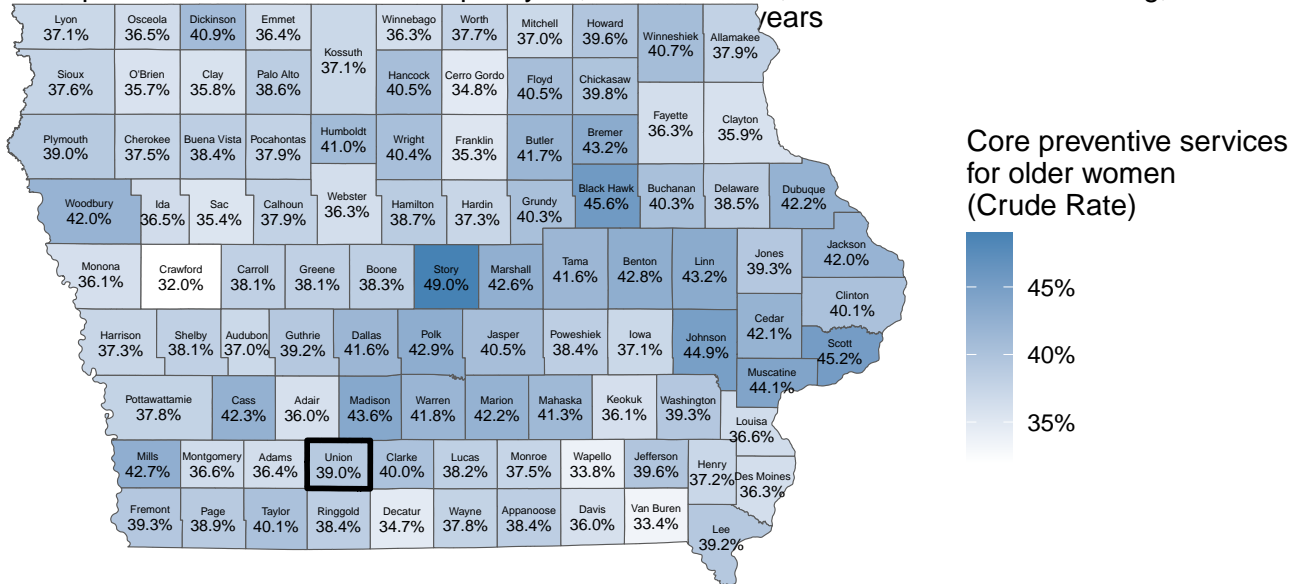 years
Lyon Osceola Dickinson Emmet Winnebago Worth Mitchell Howard Winneshiek Allamakee
37.1% 36.5% 40.9% 36.4% 36.3% 37.7% 37.0% 39.6% 40.7% 37.9%
Kossuth
37.1%
Sioux O'Brien Clay Palo Alto Hancock Cerro Gordo Floyd Chickasaw
37.6% 35.7% 35.8% 38.6% 40.5% 34.8% 40.5% 39.8%
Fayette Clayton
36.3% 35.9%
Plymouth Cherokee Buena Vista Pocahontas Humboldt Wright Franklin Butler Bremer
39.0% 37.5% 38.4% 37.9% 41.0% 40.4% 35.3% 41.7% 43.2%
Woodbury Ida Sac Calhoun Webster Hamilton Hardin Grundy Black Hawk Buchanan Delaware Dubuque
42.0% 36.5% 35.4% 37.9% 36.3% 38.7% 37.3% 40.3% 45.6% 40.3% 38.5% 42.2%
Monona Crawford Carroll Greene Boone Story Marshall Tama Benton Linn Jones Jackson
36.1% 32.0% 38.1% 38.1% 38.3% 49.0% 42.6% 41.6% 42.8% 43.2% 39.3% 42.0%
Clinton
40.1%
Harrison Shelby Audubon Guthrie Dallas Polk Jasper Poweshiek Iowa Johnson Cedar Scott
37.3% 38.1% 37.0% 39.2% 41.6% 42.9% 40.5% 38.4% 37.1% 44.9% 42.1% 45.2%
Muscatine
44.1%
Pottawattamie Cass Adair Madison Warren Marion Mahaska Keokuk Washington Louisa
37.8% 42.3% 36.0% 43.6% 41.8% 42.2% 41.3% 36.1% 39.3% 36.6%
Mills Montgomery Adams Union Clarke Lucas Monroe Wapello Jefferson Henry Des Moines
42.7% 36.6% 36.4% 39.0% 40.0% 38.2% 37.5% 33.8% 39.6% 37.2% 36.3%
Fremont Page Taylor Ringgold Decatur Wayne Appanoose Davis Van Buren Lee
39.3% 38.9% 40.1% 38.4% 34.7% 37.8% 38.4% 36.0% 33.4% 39.2%
Core preventive services
for older women
(Crude Rate)
45%
40%
35%